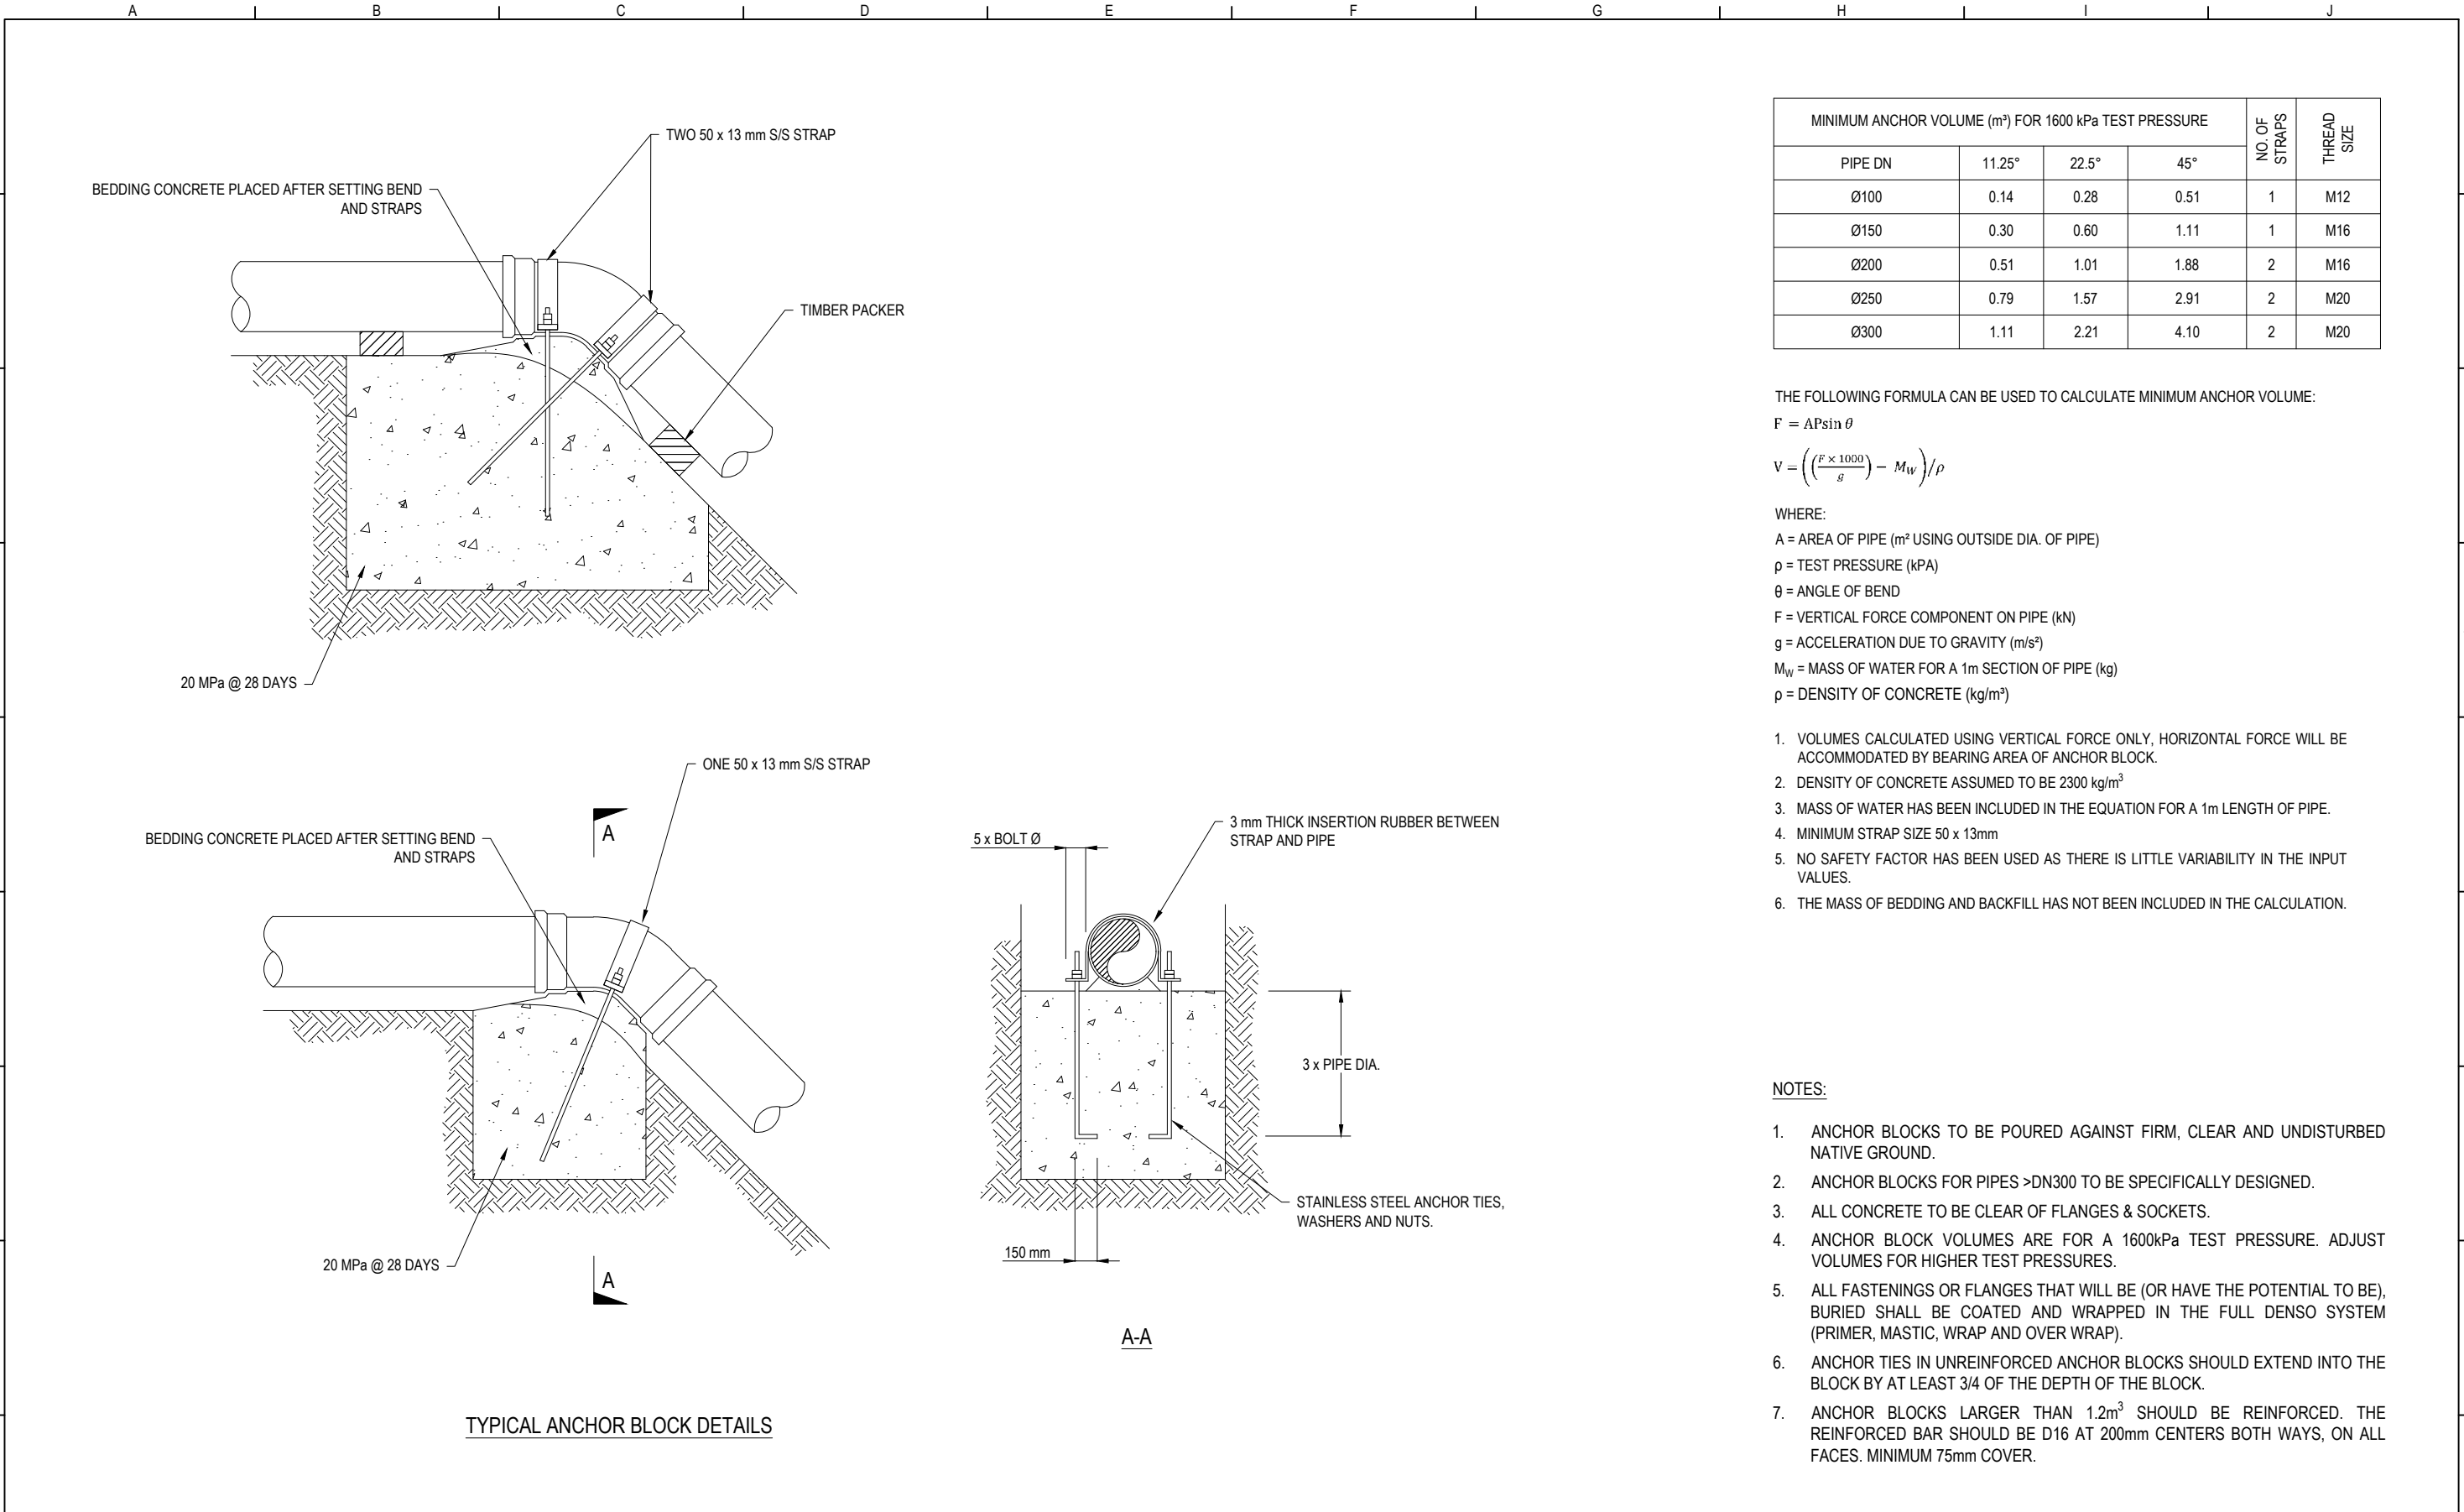 A B C D E F G H I J
TWO 50 x 13 mm S/S STRAP
BEDDING CONCRETE PLACED AFTER SETTING BEND
AND STRAPS
TIMBER PACKER
20 MPa @ 28 DAYS
ONE 50 x 13 mm S/S STRAP
A
BEDDING CONCRETE PLACED AFTER SETTING BEND
AND STRAPS
20 MPa @ 28 DAYS
A
5 x BOLT Ø
3 mm THICK INSERTION RUBBER BETWEEN
STRAP AND PIPE
3 x PIPE DIA.
STAINLESS STEEL ANCHOR TIES,
WASHERS AND NUTS.
150 mm
A-A
TYPICAL ANCHOR BLOCK DETAILS
MINIMUM ANCHOR VOLUME (m³) FOR 1600 kPa TEST PRESSURE NO. OF STRAPS THREAD SIZE
PIPE DN 11.25° 22.5° 45°
Ø100 0.14 0.28 0.51 1 M12
Ø150 0.30 0.60 1.11 1 M16
Ø200 0.51 1.01 1.88 2 M16
Ø250 0.79 1.57 2.91 2 M20
Ø300 1.11 2.21 4.10 2 M20
THE FOLLOWING FORMULA CAN BE USED TO CALCULATE MINIMUM ANCHOR VOLUME:
F = APsin θ
V = ((F × 1000 / g) − M_W) / ρ
WHERE:
A = AREA OF PIPE (m² USING OUTSIDE DIA. OF PIPE)
ρ = TEST PRESSURE (kPA)
θ = ANGLE OF BEND
F = VERTICAL FORCE COMPONENT ON PIPE (kN)
g = ACCELERATION DUE TO GRAVITY (m/s²)
M_W = MASS OF WATER FOR A 1m SECTION OF PIPE (kg)
ρ = DENSITY OF CONCRETE (kg/m³)
1. VOLUMES CALCULATED USING VERTICAL FORCE ONLY, HORIZONTAL FORCE WILL BE
ACCOMMODATED BY BEARING AREA OF ANCHOR BLOCK.
2. DENSITY OF CONCRETE ASSUMED TO BE 2300 kg/m³
3. MASS OF WATER HAS BEEN INCLUDED IN THE EQUATION FOR A 1m LENGTH OF PIPE.
4. MINIMUM STRAP SIZE 50 x 13mm
5. NO SAFETY FACTOR HAS BEEN USED AS THERE IS LITTLE VARIABILITY IN THE INPUT
VALUES.
6. THE MASS OF BEDDING AND BACKFILL HAS NOT BEEN INCLUDED IN THE CALCULATION.
NOTES:
1. ANCHOR BLOCKS TO BE POURED AGAINST FIRM, CLEAR AND UNDISTURBED
NATIVE GROUND.
2. ANCHOR BLOCKS FOR PIPES >DN300 TO BE SPECIFICALLY DESIGNED.
3. ALL CONCRETE TO BE CLEAR OF FLANGES & SOCKETS.
4. ANCHOR BLOCK VOLUMES ARE FOR A 1600kPa TEST PRESSURE. ADJUST
VOLUMES FOR HIGHER TEST PRESSURES.
5. ALL FASTENINGS OR FLANGES THAT WILL BE (OR HAVE THE POTENTIAL TO BE),
BURIED SHALL BE COATED AND WRAPPED IN THE FULL DENSO SYSTEM
(PRIMER, MASTIC, WRAP AND OVER WRAP).
6. ANCHOR TIES IN UNREINFORCED ANCHOR BLOCKS SHOULD EXTEND INTO THE
BLOCK BY AT LEAST 3/4 OF THE DEPTH OF THE BLOCK.
7. ANCHOR BLOCKS LARGER THAN 1.2m³ SHOULD BE REINFORCED. THE
REINFORCED BAR SHOULD BE D16 AT 200mm CENTERS BOTH WAYS, ON ALL
FACES. MINIMUM 75mm COVER.